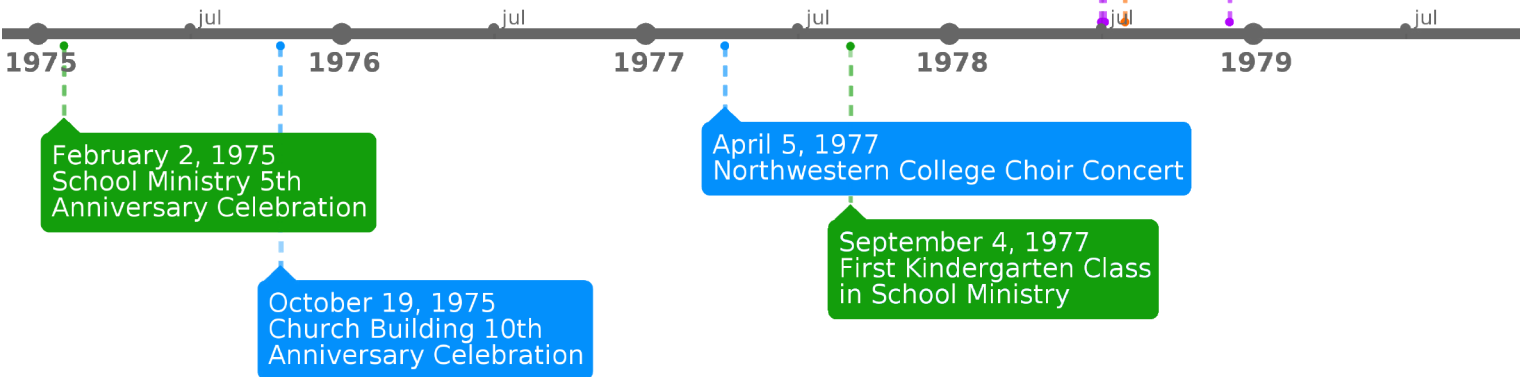 jul
jul
jul
jul
jul
1975
1976
1977
1978
1979
February 2, 1975
School Ministry 5th
Anniversary Celebration
October 19, 1975
Church Building 10th
Anniversary Celebration
April 5, 1977
Northwestern College Choir Concert
September 4, 1977
First Kindergarten Class
in School Ministry